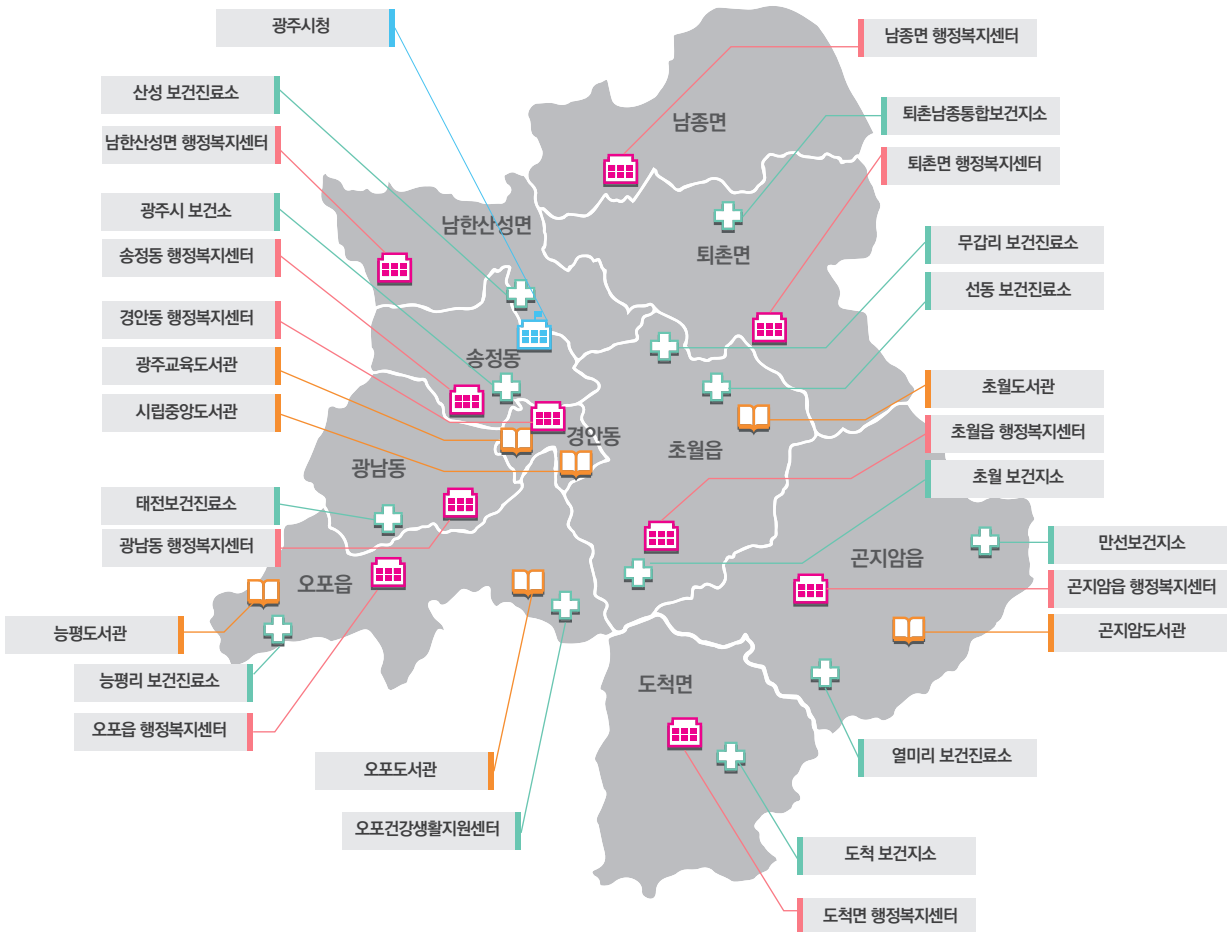 광주시청
남종면 행정복지센터
산성 보건진료소
퇴촌남종통합보건지소
남종면
남한산성면 행정복지센터
퇴촌면 행정복지센터
광주시 보건소
남한산성면
무갑리 보건진료소
송정동 행정복지센터
퇴촌면
선동 보건진료소
경안동 행정복지센터
송정동
광주교육도서관
초월도서관
시립중앙도서관
경안동
초월읍
초월읍 행정복지센터
광남동
초월 보건지소
태전보건진료소
광남동 행정복지센터
만선보건지소
곤지암읍
오포읍
곤지암읍 행정복지센터
능평도서관
곤지암도서관
능평리 보건진료소
도척면
오포읍 행정복지센터
열미리 보건진료소
오포도서관
오포건강생활지원센터
도척 보건지소
도척면 행정복지센터